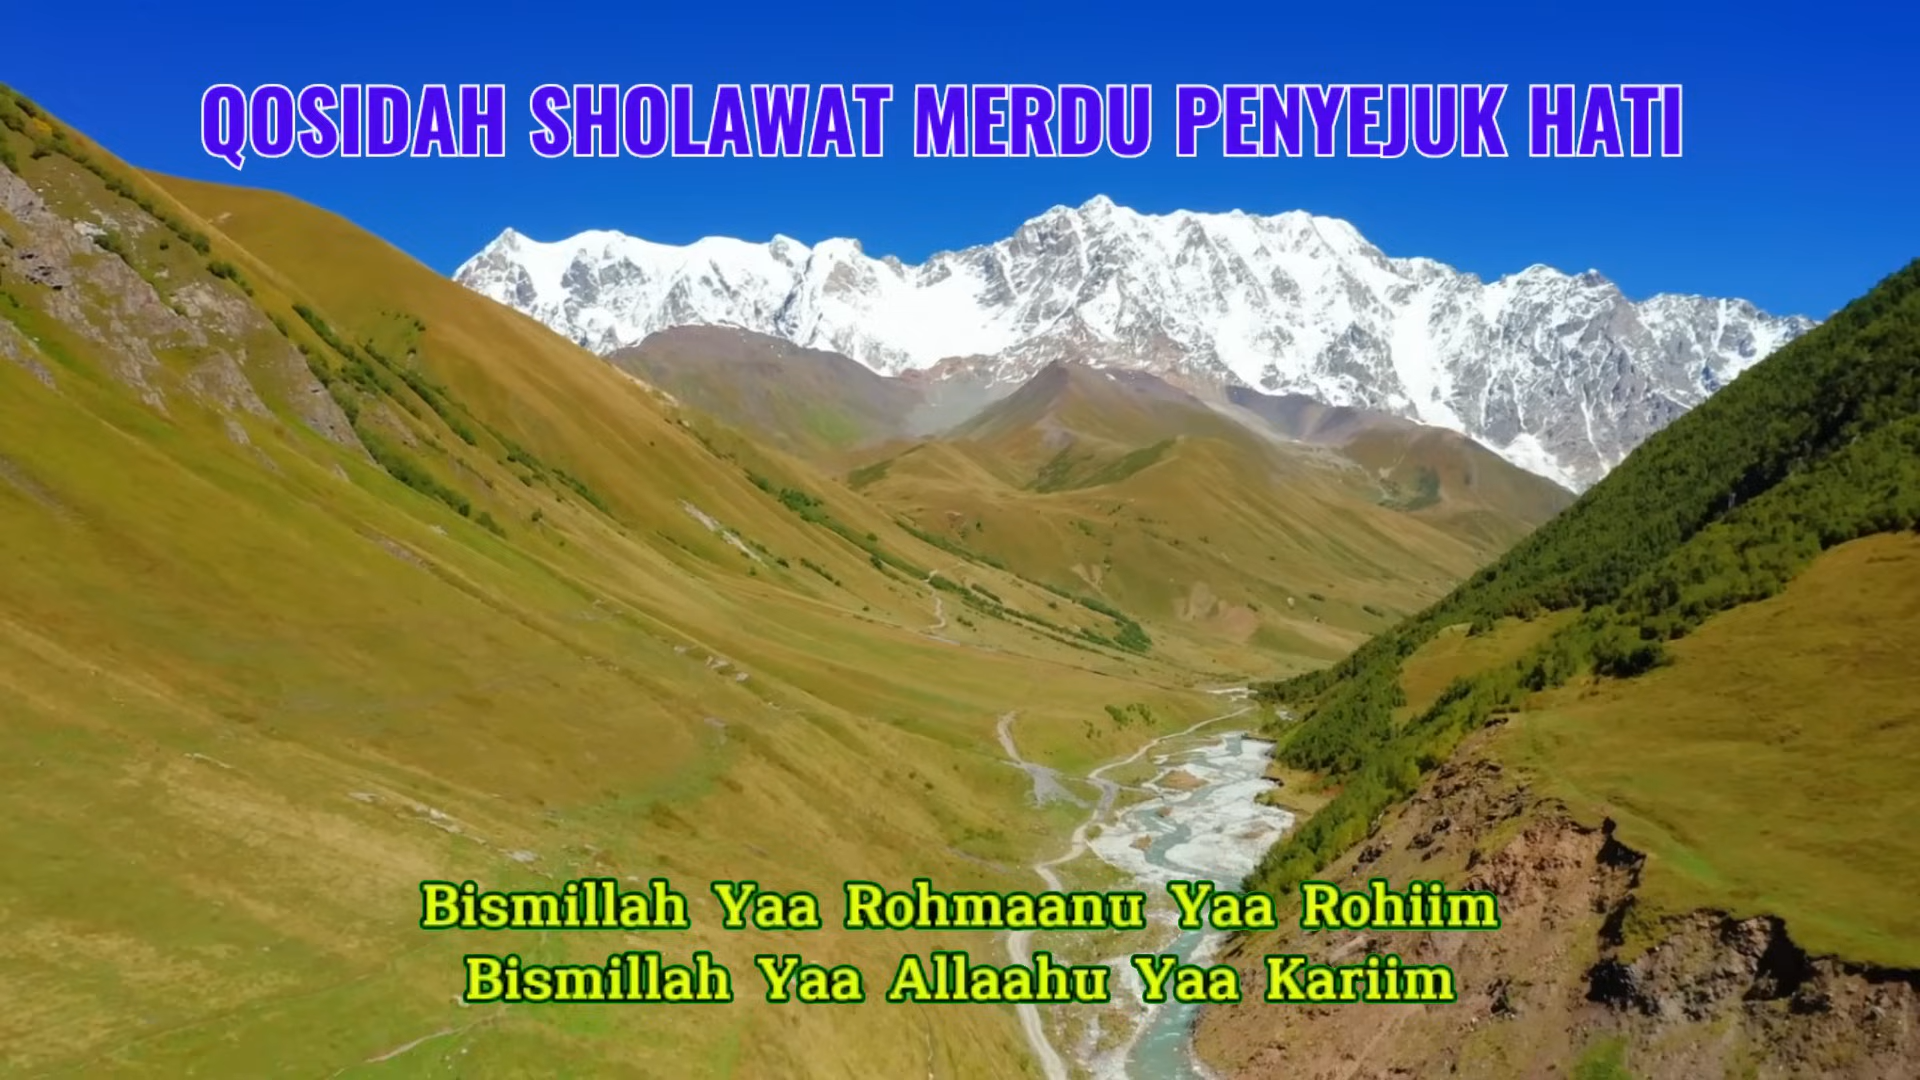 QOSIDAH SHOLAWAT MERDU PENYEJUK HATI
Bismillah Yaa Rohmaanu Yaa Rohiim
Bismillah Yaa Allaahu Yaa Kariim